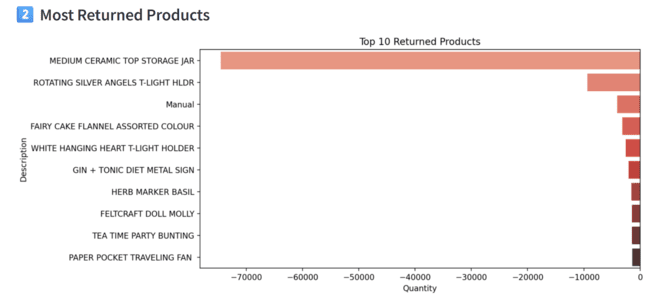 2 Most Returned Products
Top 10 Returned Products
MEDIUM CERAMIC TOP STORAGE JAR
ROTATING SILVER ANGELS T-LIGHT HLDR
Manual
FAIRY CAKE FLANNEL ASSORTED COLOUR
WHITE HANGING HEART T-LIGHT HOLDER
GIN + TONIC DIET METAL SIGN
HERB MARKER BASIL
FELTCRAFT DOLL MOLLY
TEA TIME PARTY BUNTING
PAPER POCKET TRAVELING FAN
Description
−70000 −60000 −50000 −40000 −30000 −20000 −10000 0
Quantity